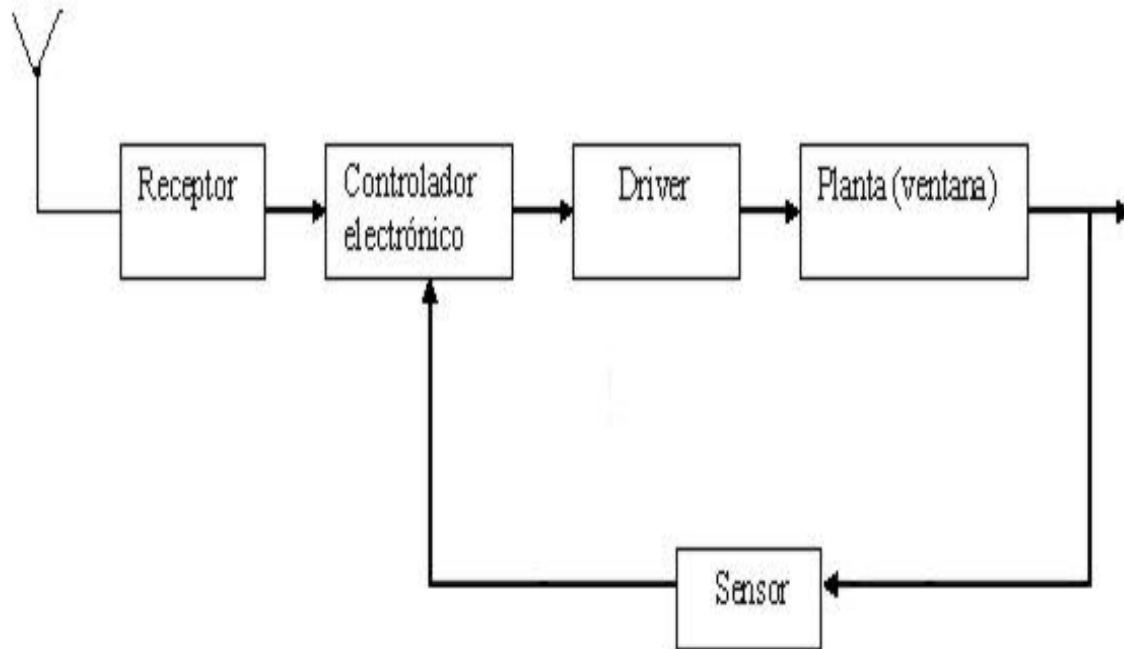 Receptor
Controlador
electrónico
Driver
Planta (ventana)
Sensor